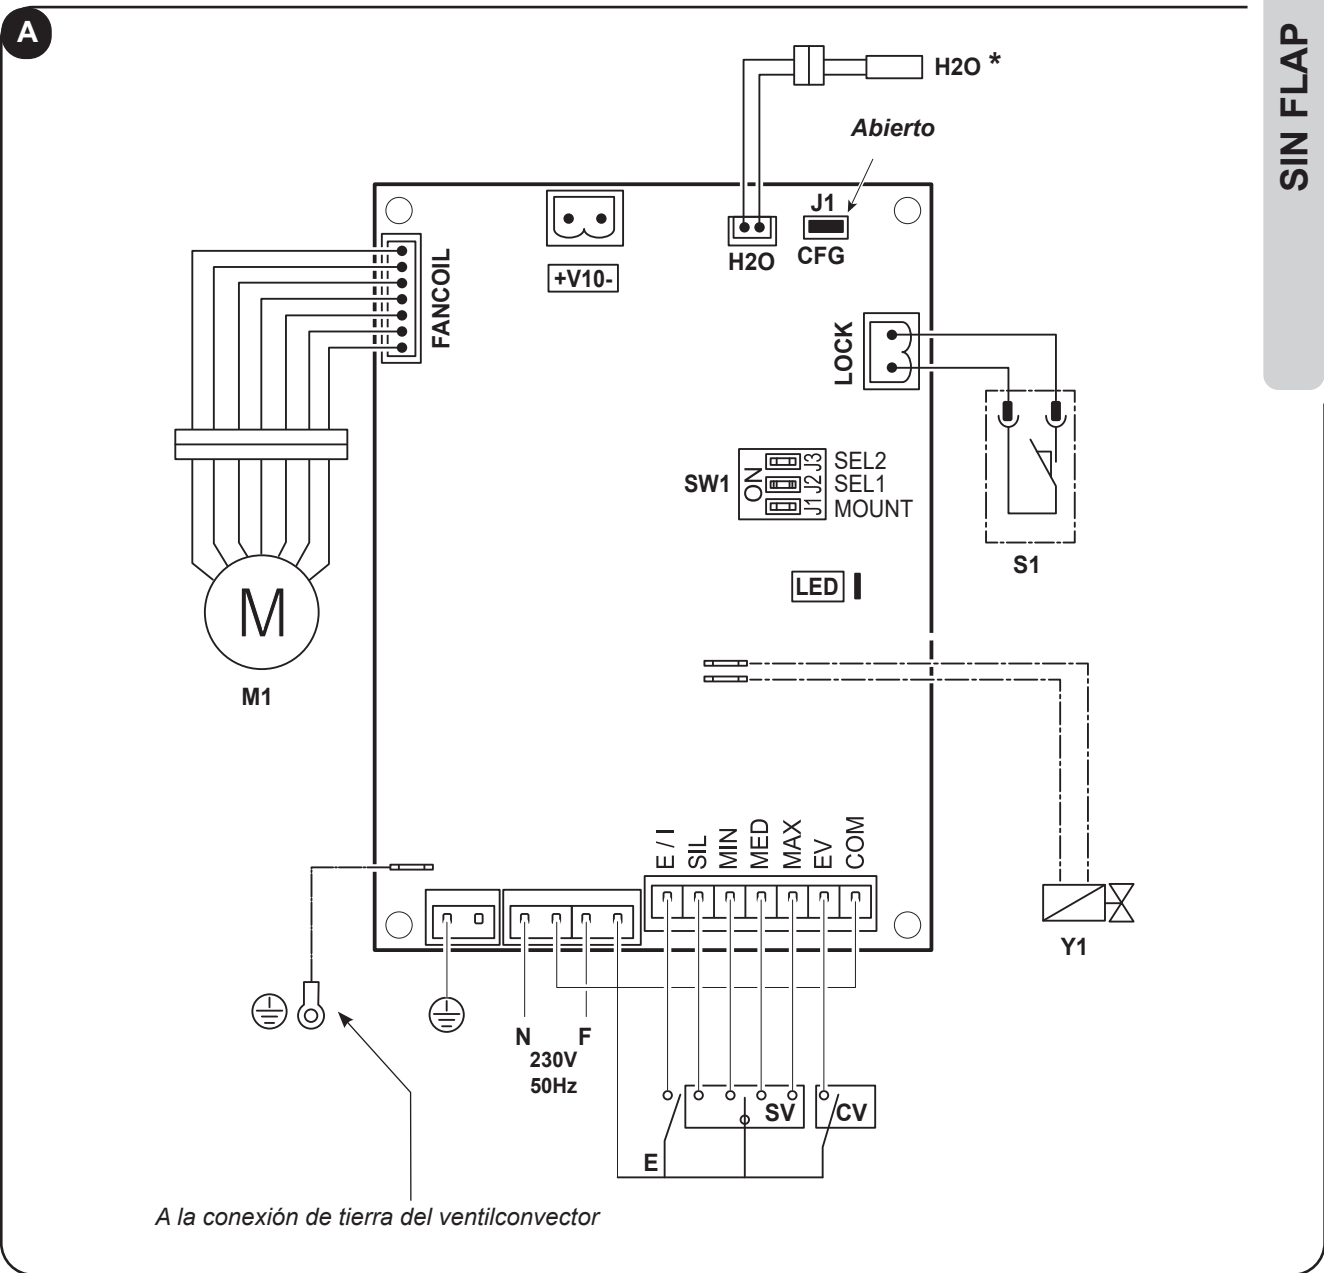 A
SIN FLAP
H2O *
Abierto
J1
H2O
CFG
+V10-
FANCOIL
LOCK
SW1
ON
J3 SEL2
J2 SEL1
J1 MOUNT
S1
LED
M
M1
E / I
SIL
MIN
MED
MAX
EV
COM
Y1
N
F
230V
50Hz
SV
CV
E
A la conexión de tierra del ventilconvector